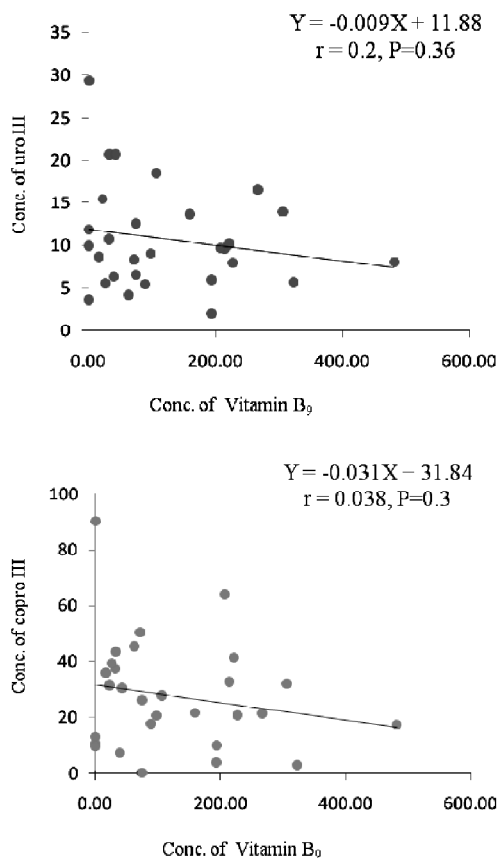 Y = -0.009X + 11.88
r = 0.2, P=0.36
35
30
25
20
15
10
5
0
Conc. of uro III
0.00 200.00 400.00 600.00
Conc. of Vitamin B₉
Y = -0.031X − 31.84
r = 0.038, P=0.3
100
80
60
40
20
0
Conc. of copro III
0.00 200.00 400.00 600.00
Conc. of Vitamin B₉